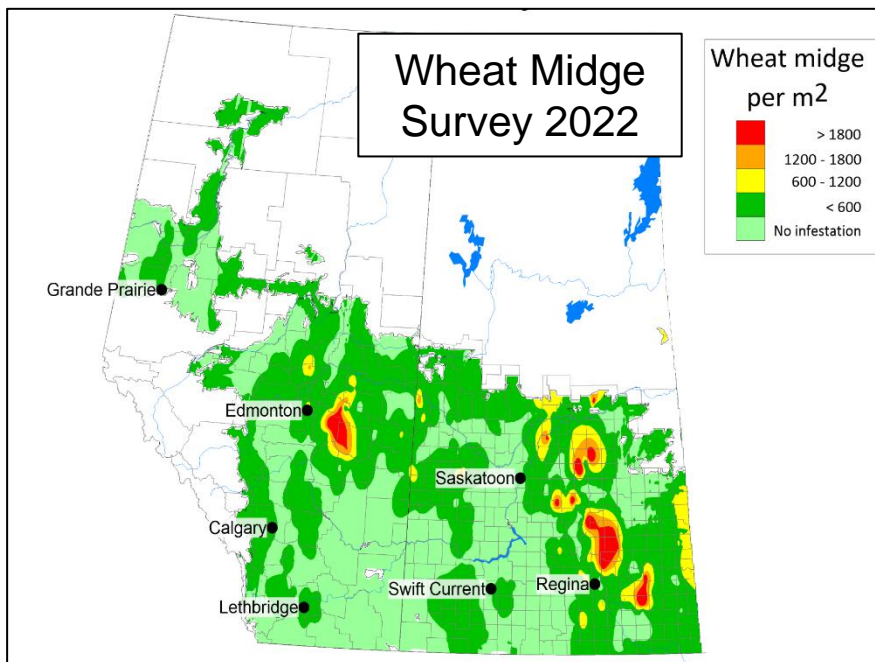 Wheat Midge
Survey 2022
Wheat midge
per m2
> 1800
1200 - 1800
600 - 1200
< 600
No infestation
Grande Prairie
Edmonton
Saskatoon
Calgary
Swift Current
Regina
Lethbridge